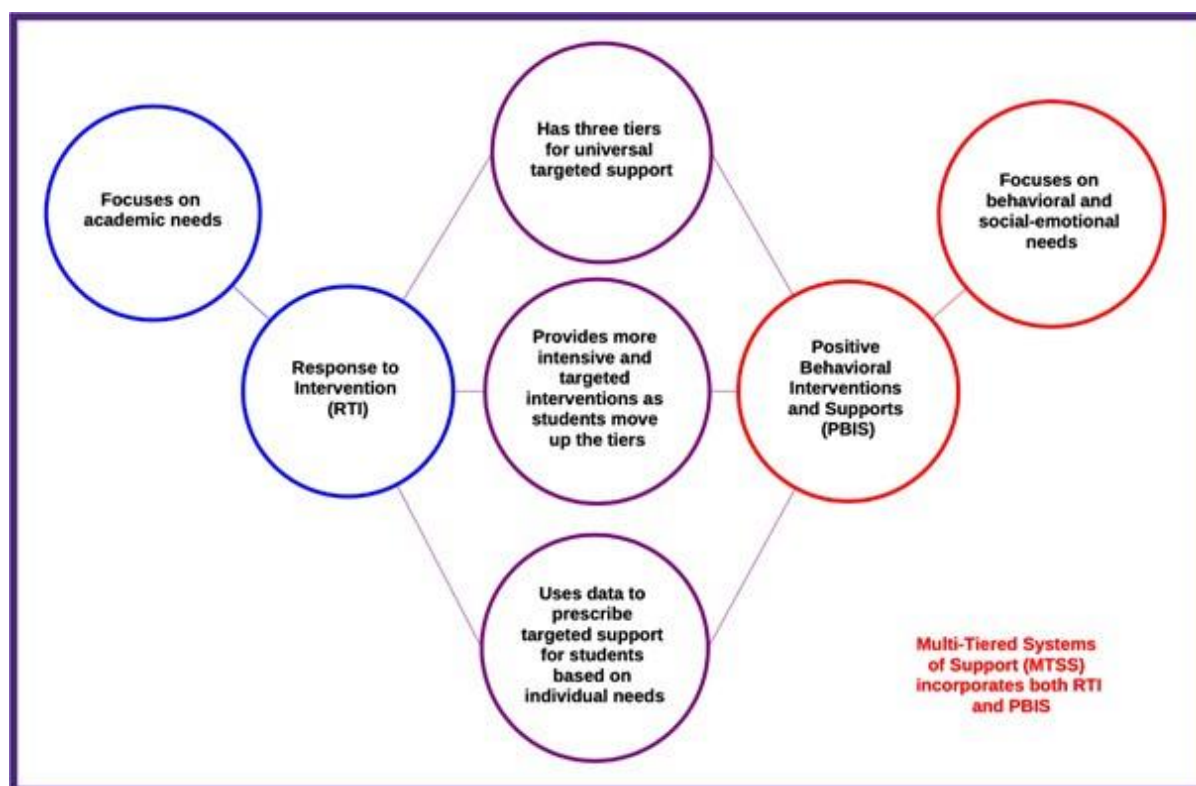 Has three tiers
for universal
targeted support
Focuses on
academic needs
Focuses on
behavioral and
social-emotional
needs
Response to
Intervention
(RTI)
Provides more
intensive and
targeted
interventions as
students move
up the tiers
Positive
Behavioral
Interventions
and Supports
(PBIS)
Uses data to
prescribe
targeted support
for students
based on
individual needs
Multi-Tiered Systems
of Support (MTSS)
incorporates both RTI
and PBIS